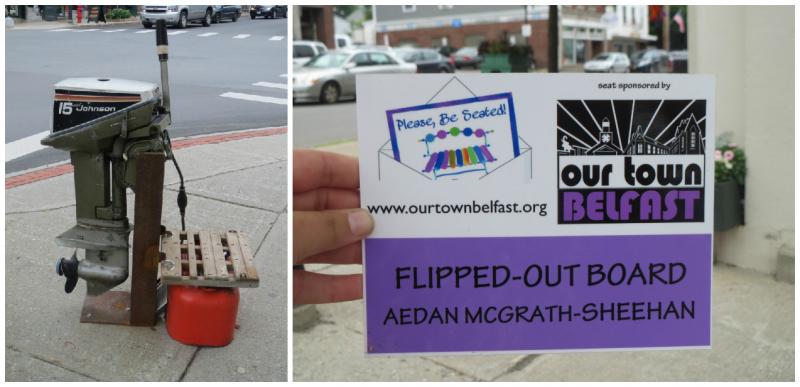 15 Johnson
Please, Be Seated!
seat sponsored by
our town
BELFAST
www.ourtownbelfast.org
FLIPPED-OUT BOARD
AEDAN MCGRATH-SHEEHAN